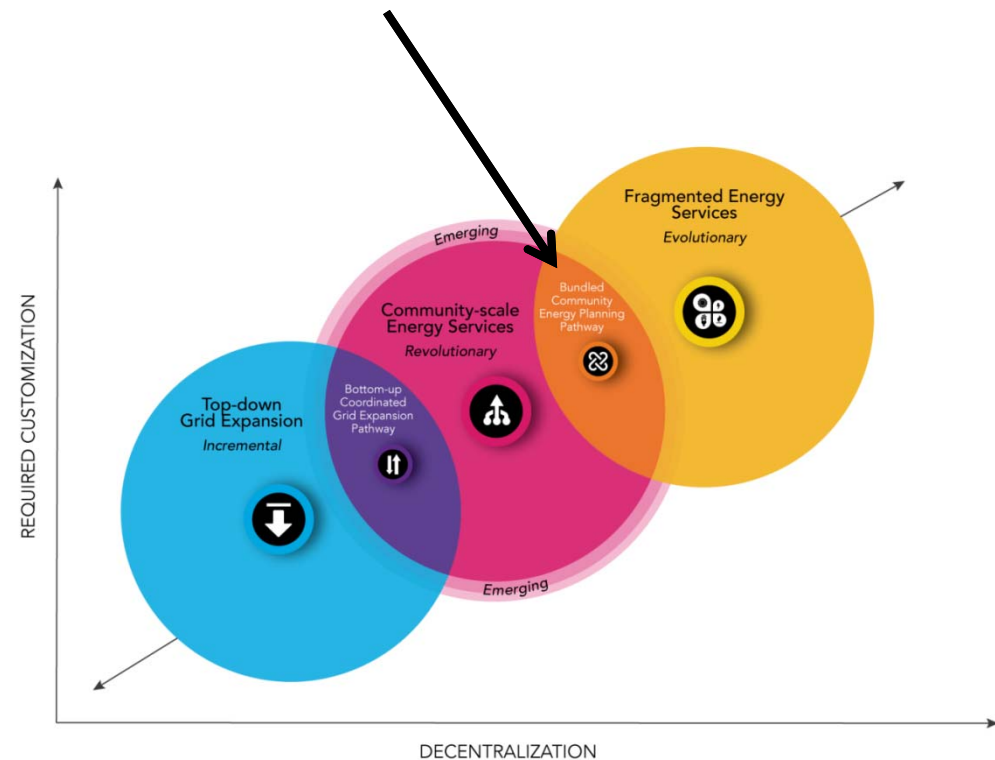 Fragmented Energy
Services
Evolutionary
Emerging
Bundled
Community
Energy Planning
Pathway
Community-scale
Energy Services
Revolutionary
Bottom-up
Coordinated
Grid Expansion
Pathway
Top-down
Grid Expansion
Incremental
Emerging
REQUIRED CUSTOMIZATION
DECENTRALIZATION